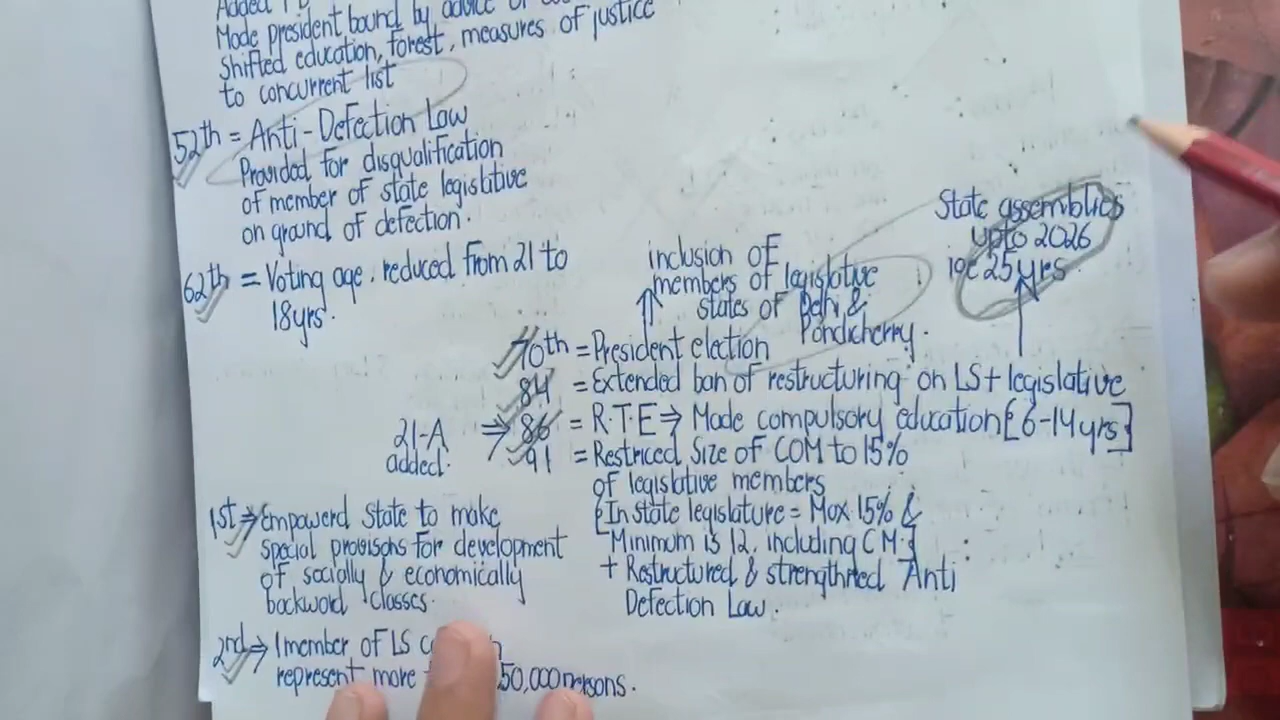 Added
Made president bound by advice of
Shifted education, forest, measures of justice
to concurrent list
52th = Anti-Defection Law
Provided for disqualification
of member of state legislative
on ground of defection.
62th = Voting age reduced from 21 to
18yrs.
State assemblies
upto 2026
ie 25 yrs
inclusion of
members of legislative
states of Delhi &
Pondicherry.
70th = President election
84 = Extended ban of restructuring on LS+ legislative
21-A
added.
⇒ 86 = R.T.E ⇒ Made compulsory education [6-14yrs]
91 = Restriced Size of COM to 15%
of legislative members
[In state legislature = Max 15% &
Minimum is 12, including CM]
+ Restructured & strengthned Anti
Defection Law.
1st ⇒ Empowerd State to make
special provisons for development
of socially & economically
backward classes.
2nd ⇒ 1 member of LS
represent more 50,000 persons.